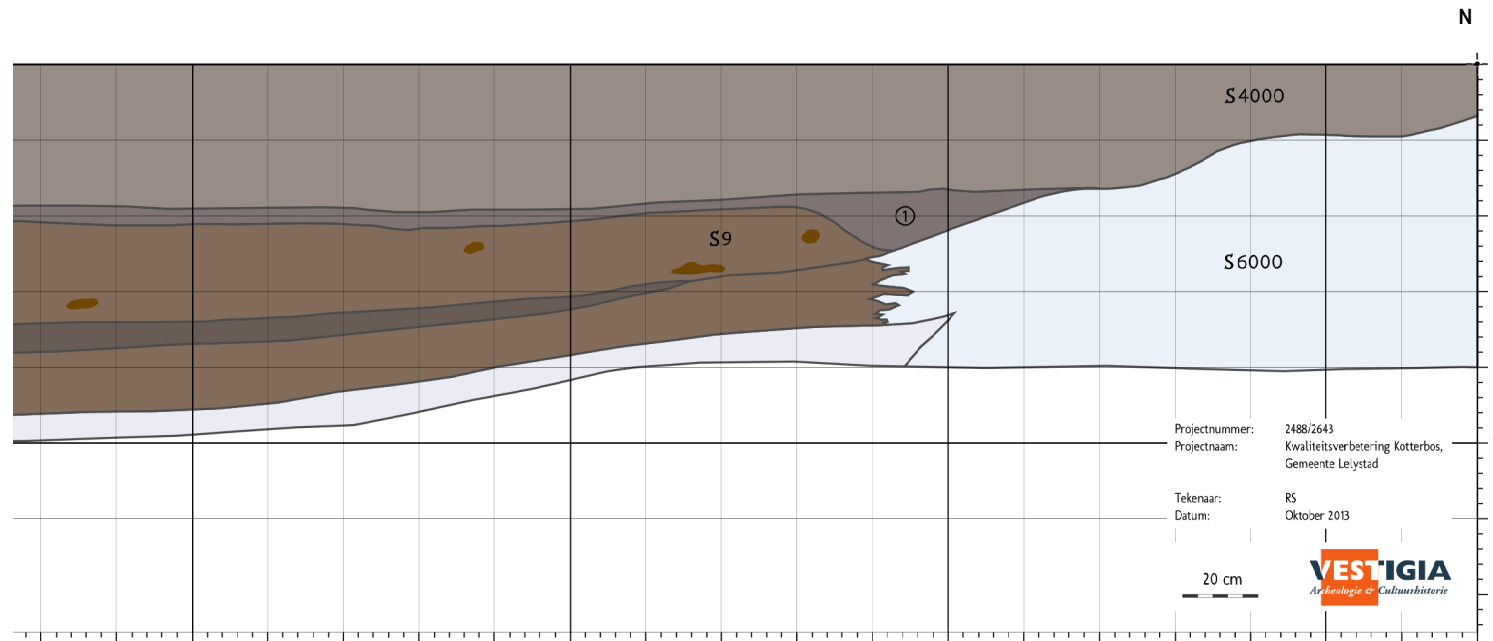 N
S4000
1
S9
S6000
Projectnummer: 2488/2643
Projectnaam: Kwaliteitsverbetering Kotterbos,
Gemeente Lelystad
Tekenaar: RS
Datum: Oktober 2013
20 cm
VESTIGIA
Archeologie & Cultuurhistorie